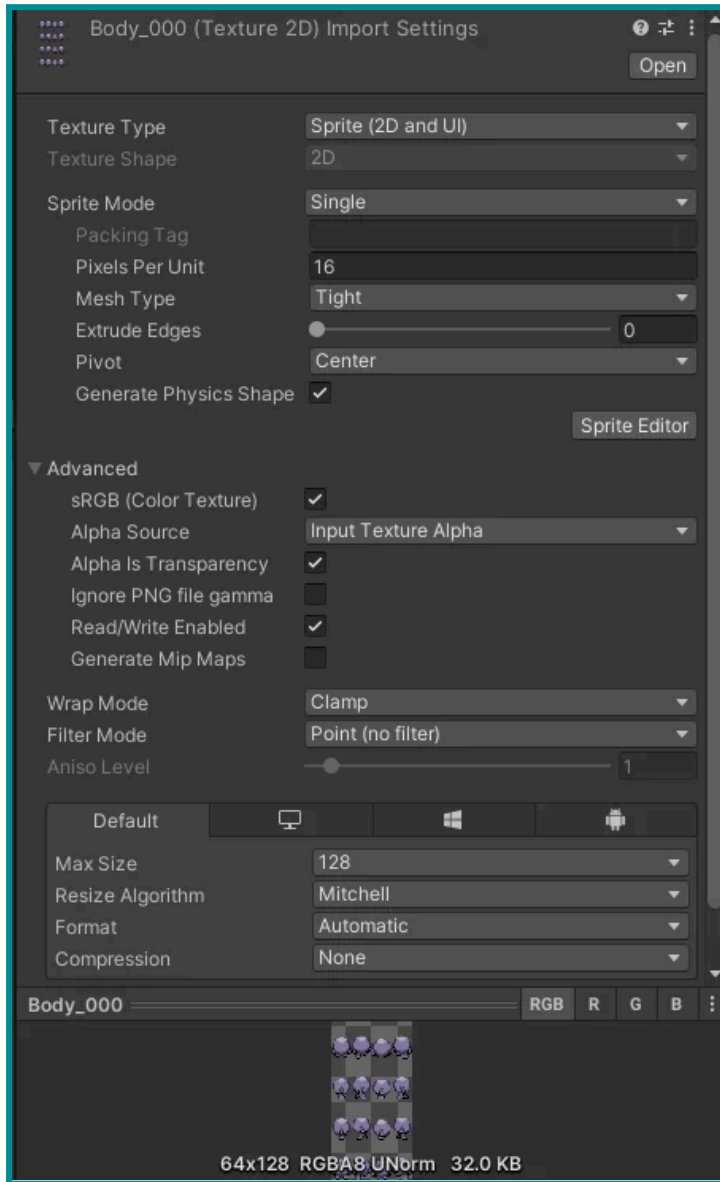 Body_000 (Texture 2D) Import Settings
Open
Texture Type Sprite (2D and UI)
Texture Shape 2D
Sprite Mode Single
Packing Tag
Pixels Per Unit 16
Mesh Type Tight
Extrude Edges 0
Pivot Center
Generate Physics Shape
Sprite Editor
Advanced
sRGB (Color Texture)
Alpha Source Input Texture Alpha
Alpha Is Transparency
Ignore PNG file gamma
Read/Write Enabled
Generate Mip Maps
Wrap Mode Clamp
Filter Mode Point (no filter)
Aniso Level 1
Default
Max Size 128
Resize Algorithm Mitchell
Format Automatic
Compression None
Body_000 RGB R G B
64x128 RGBA8 UNorm 32.0 KB